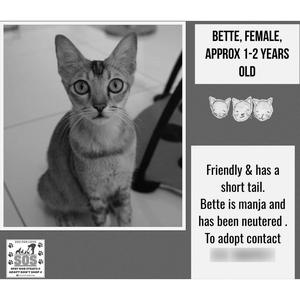 BETTE, FEMALE,
APPROX 1-2 YEARS
OLD
Friendly & has a
short tail.
Bette is manja and
has been neutered .
To adopt contact
SOS